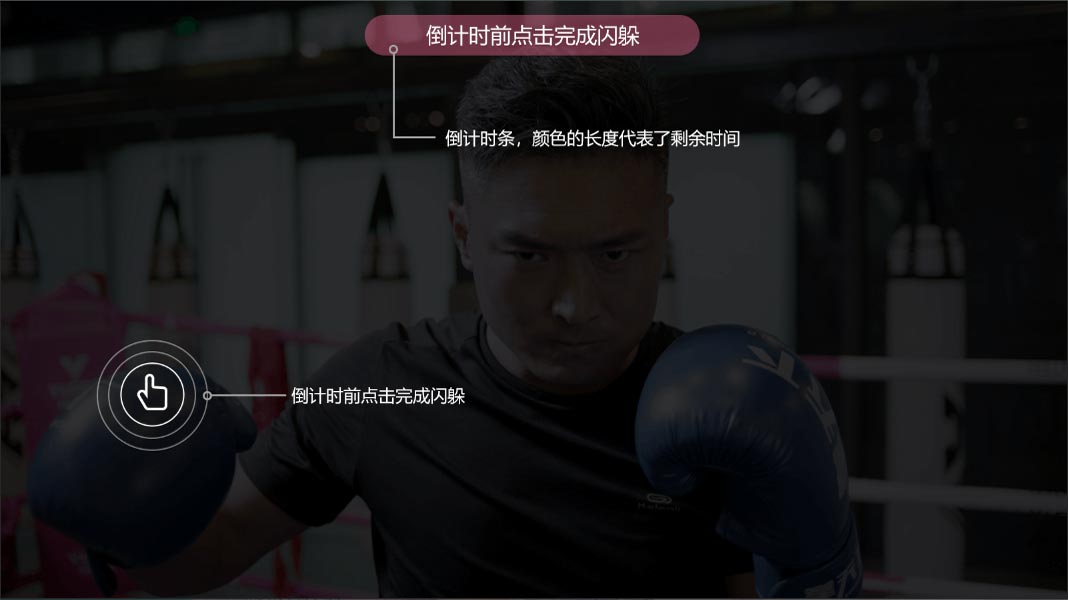 倒计时前点击完成闪躲
倒计时条，颜色的长度代表了剩余时间
倒计时前点击完成闪躲